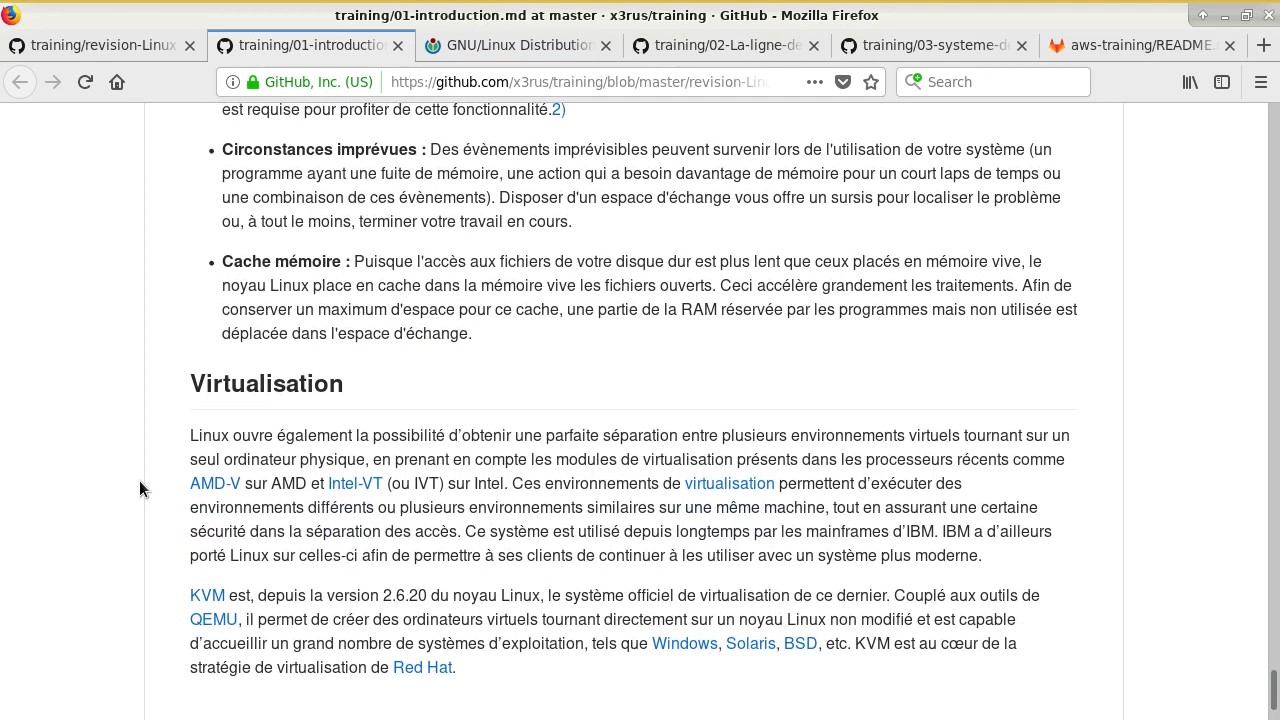 training/01-introduction.md at master · x3rus/training · GitHub - Mozilla Firefox
training/revision-Linux
training/01-introductio
GNU/Linux Distribution
training/02-La-ligne-de
training/03-systeme-d
aws-training/README.
GitHub, Inc. (US)
https://github.com/x3rus/training/blob/master/revision-Lin
Search
est requise pour profiter de cette fonctionnalité.2)
• Circonstances imprévues : Des évènements imprévisibles peuvent survenir lors de l'utilisation de votre système (un
programme ayant une fuite de mémoire, une action qui a besoin davantage de mémoire pour un court laps de temps ou
une combinaison de ces évènements). Disposer d'un espace d'échange vous offre un sursis pour localiser le problème
ou, à tout le moins, terminer votre travail en cours.
• Cache mémoire : Puisque l'accès aux fichiers de votre disque dur est plus lent que ceux placés en mémoire vive, le
noyau Linux place en cache dans la mémoire vive les fichiers ouverts. Ceci accélère grandement les traitements. Afin de
conserver un maximum d'espace pour ce cache, une partie de la RAM réservée par les programmes mais non utilisée est
déplacée dans l'espace d'échange.
Virtualisation
Linux ouvre également la possibilité d’obtenir une parfaite séparation entre plusieurs environnements virtuels tournant sur un
seul ordinateur physique, en prenant en compte les modules de virtualisation présents dans les processeurs récents comme
AMD-V sur AMD et Intel-VT (ou IVT) sur Intel. Ces environnements de virtualisation permettent d’exécuter des
environnements différents ou plusieurs environnements similaires sur une même machine, tout en assurant une certaine
sécurité dans la séparation des accès. Ce système est utilisé depuis longtemps par les mainframes d’IBM. IBM a d’ailleurs
porté Linux sur celles-ci afin de permettre à ses clients de continuer à les utiliser avec un système plus moderne.
KVM est, depuis la version 2.6.20 du noyau Linux, le système officiel de virtualisation de ce dernier. Couplé aux outils de
QEMU, il permet de créer des ordinateurs virtuels tournant directement sur un noyau Linux non modifié et est capable
d’accueillir un grand nombre de systèmes d’exploitation, tels que Windows, Solaris, BSD, etc. KVM est au cœur de la
stratégie de virtualisation de Red Hat.